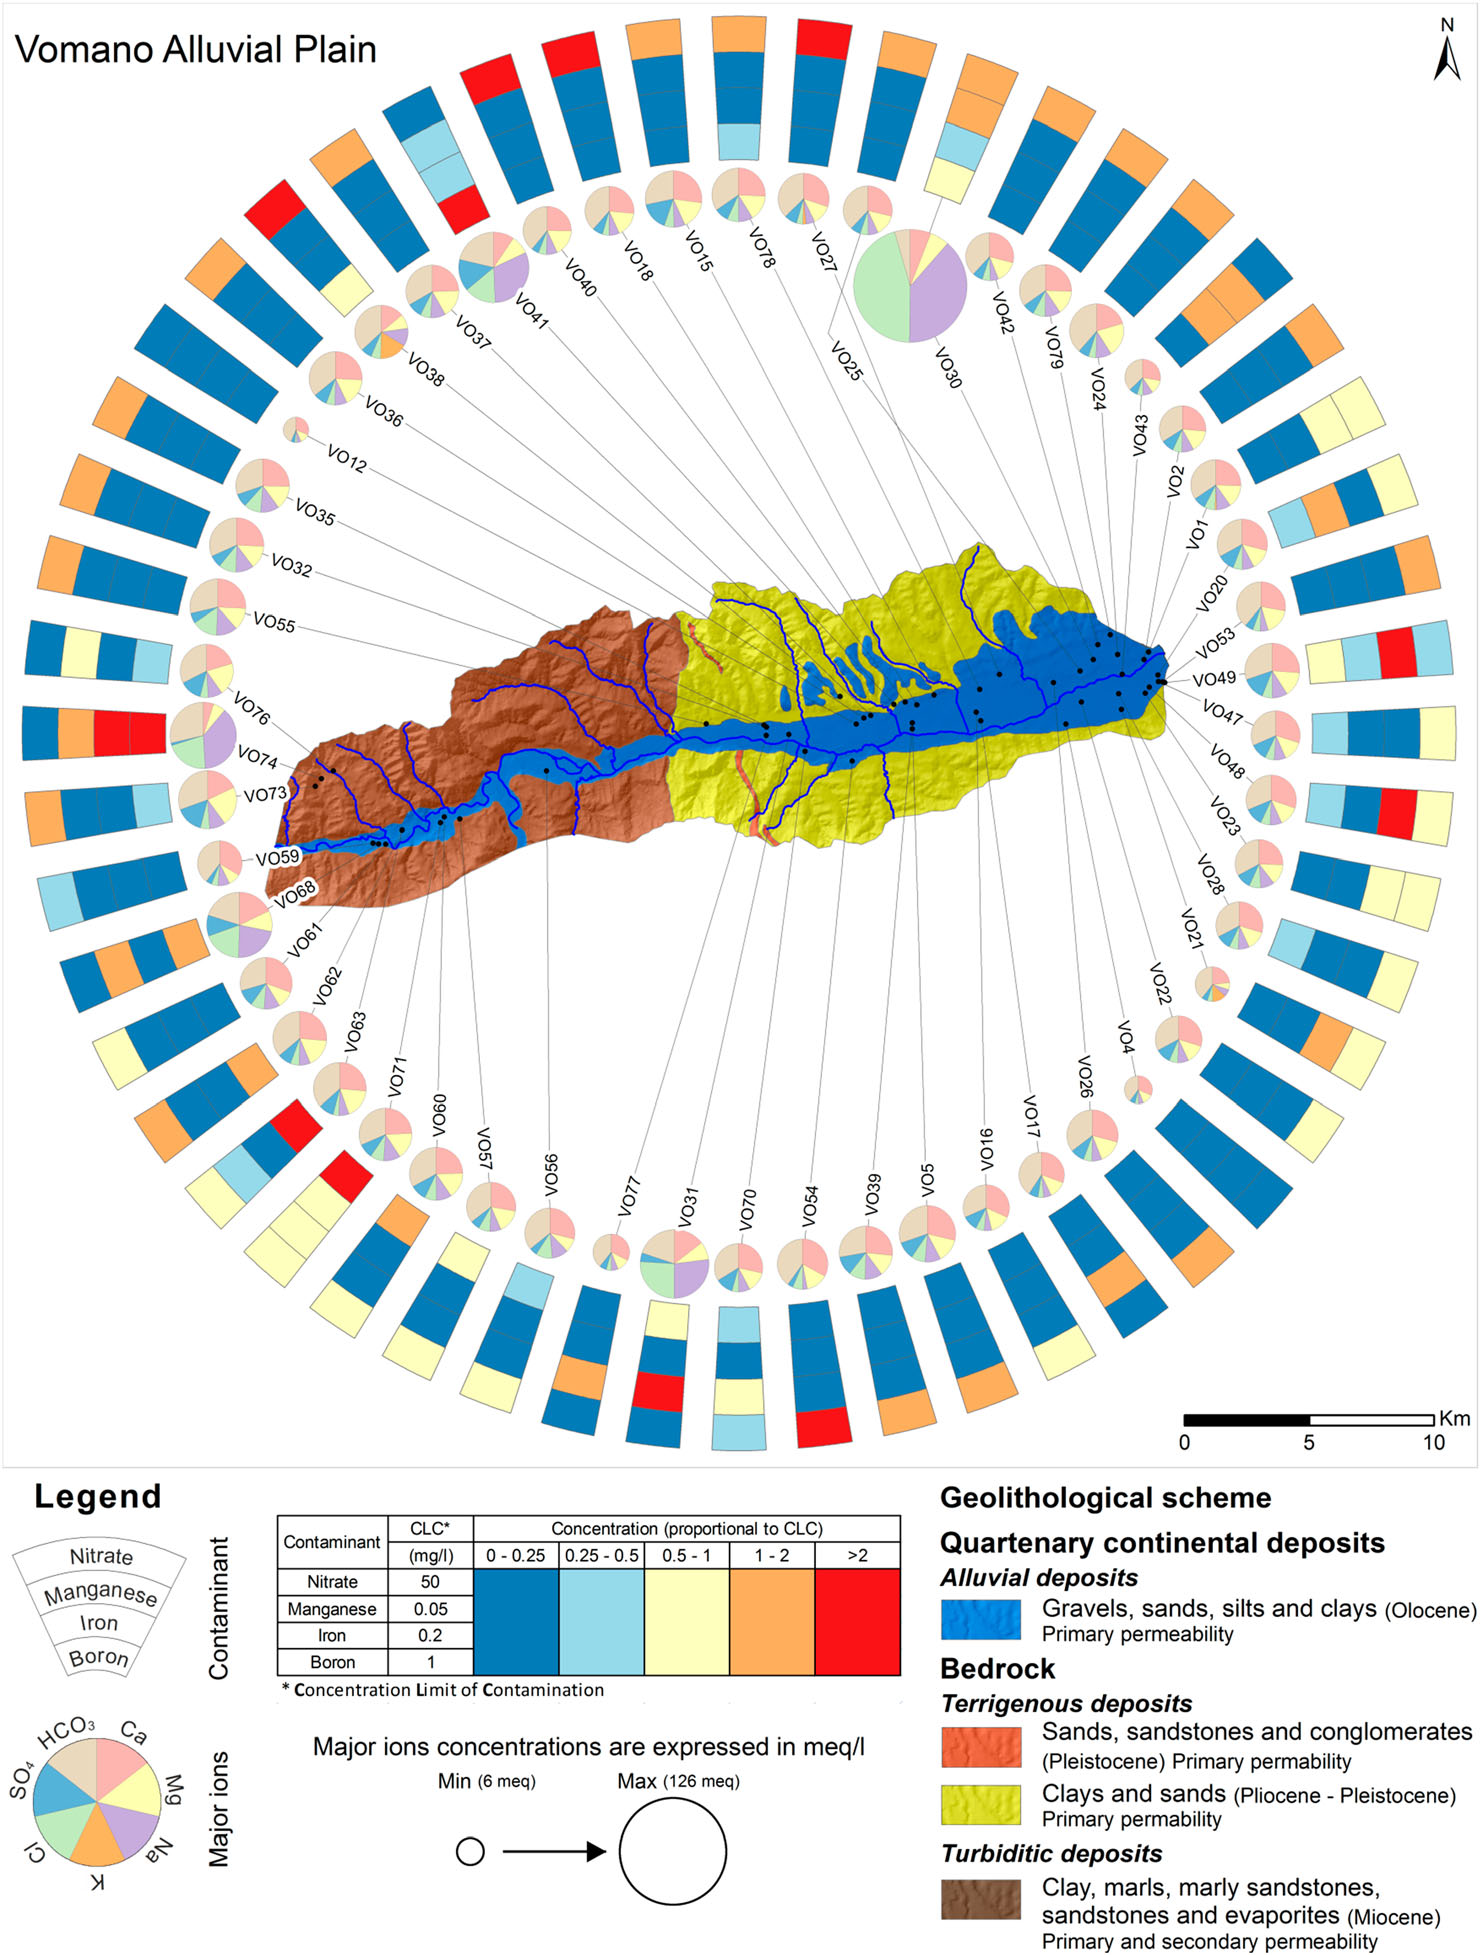 Vomano Alluvial Plain
N
VO40
VO18
VO15
VO78
VO27
VO41
VO37
VO38
VO36
VO12
VO35
VO32
VO55
VO76
VO74
VO73
VO59
VO68
VO61
VO62
VO63
VO71
VO60
VO57
VO56
VO77
VO31
VO70
VO54
VO39
VO5
VO16
VO17
VO26
VO4
VO22
VO21
VO28
VO23
VO48
VO47
VO49
VO53
VO20
VO1
VO2
VO43
VO24
VO79
VO42
VO30
VO25
Km
0 5 10
Legend
Nitrate
Manganese
Iron
Boron
Contaminant
HCO3
Ca
Mg
Na
K
Cl
SO4
Major ions
Contaminant CLC* Concentration (proportional to CLC)
(mg/l) 0 - 0.25 0.25 - 0.5 0.5 - 1 1 - 2 >2
Nitrate 50
Manganese 0.05
Iron 0.2
Boron 1
* Concentration Limit of Contamination
Major ions concentrations are expressed in meq/l
Min (6 meq) Max (126 meq)
Geolithological scheme
Quartenary continental deposits
Alluvial deposits
Gravels, sands, silts and clays (Olocene)
Primary permeability
Bedrock
Terrigenous deposits
Sands, sandstones and conglomerates
(Pleistocene) Primary permability
Clays and sands (Pliocene - Pleistocene)
Primary permability
Turbiditic deposits
Clay, marls, marly sandstones,
sandstones and evaporites (Miocene)
Primary and secondary permeability